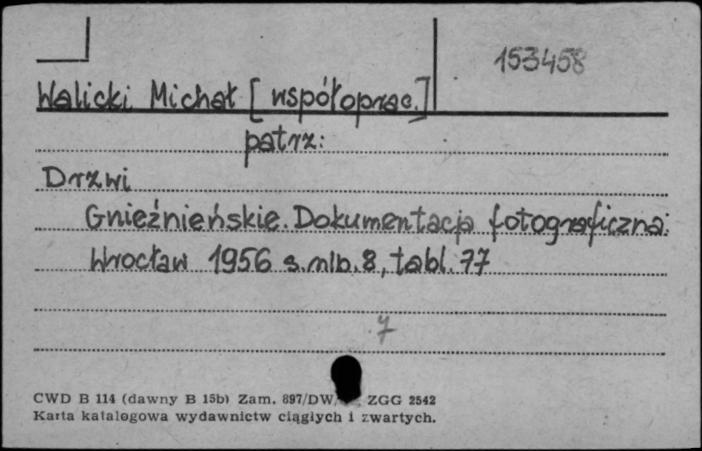 153458
Walicki Michał [współoprac.]
patrz:
Drzwi
Gnieźnieńskie. Dokumentacja fotograficzna.
Wrocław 1956 s. nlb. 8, tabl. 77
7
CWD B 114 (dawny B 15b) Zam. 897/DW/ ZGG 2542
Karta katalogowa wydawnictw ciągłych i zwartych.